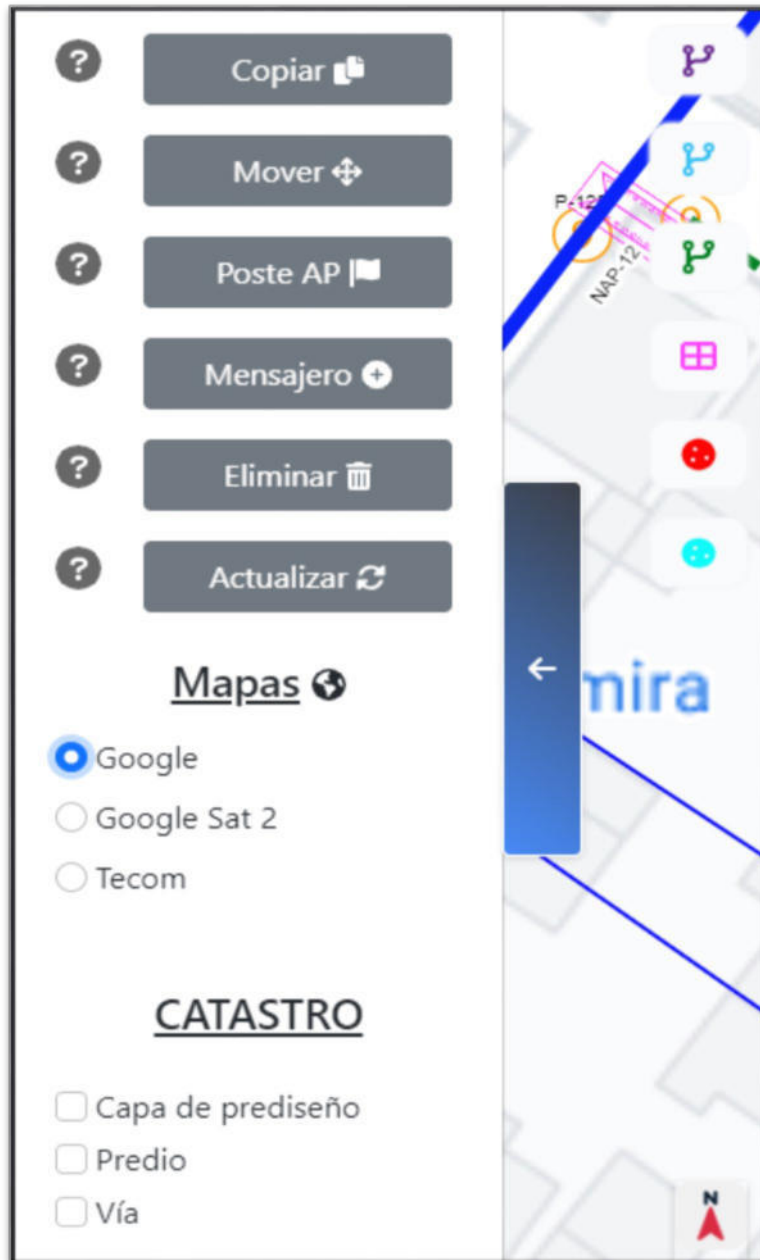 Copiar
Mover
Poste AP
Mensajero
Eliminar
Actualizar
Mapas
Google
Google Sat 2
Tecom
CATASTRO
Capa de prediseño
Predio
Vía
NAP-12
mira
N